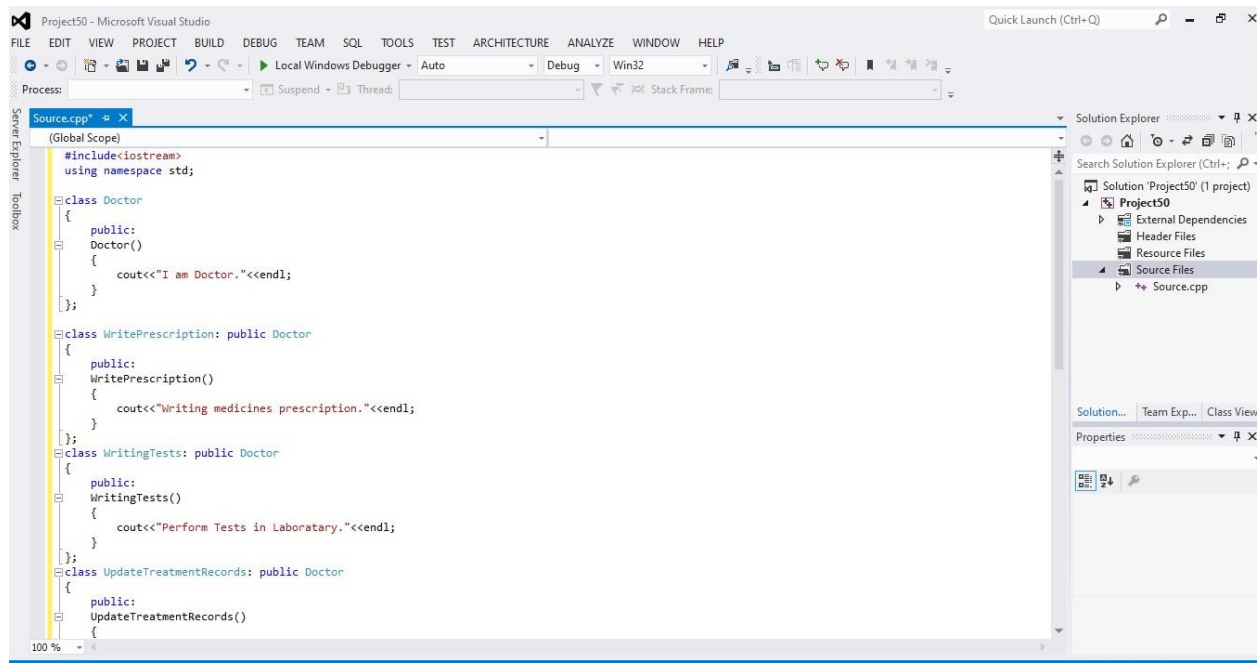 Project50 - Microsoft Visual Studio
Quick Launch (Ctrl+Q)
FILE EDIT VIEW PROJECT BUILD DEBUG TEAM SQL TOOLS TEST ARCHITECTURE ANALYZE WINDOW HELP
Local Windows Debugger Auto Debug Win32
Process: Suspend Thread: Stack Frame:
Server Explorer
Toolbox
Source.cpp*
(Global Scope)
#include<iostream>
using namespace std;
class Doctor
{
public:
Doctor()
{
cout<<"I am Doctor."<<endl;
}
};
class WritePrescription: public Doctor
{
public:
WritePrescription()
{
cout<<"Writing medicines prescription."<<endl;
}
};
class WritingTests: public Doctor
{
public:
WritingTests()
{
cout<<"Perform Tests in Laboratary."<<endl;
}
};
class UpdateTreatmentRecords: public Doctor
{
public:
UpdateTreatmentRecords()
{
100 %
Solution Explorer
Search Solution Explorer (Ctrl+;
Solution 'Project50' (1 project)
Project50
External Dependencies
Header Files
Resource Files
Source Files
Source.cpp
Solution... Team Exp... Class View
Properties